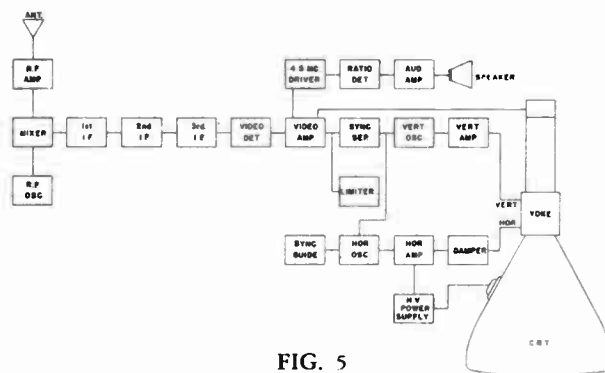 ANT.
R.F
AMP
4.5 MC
DRIVER
RATIO
DET
AUD
AMP
SPEAKER
MIXER
1st
I F
2nd
I F
3rd.
I F
VIDEO
DET
VIDEO
AMP
SYNC
SEP
VERT
OSC
VERT
AMP
R.F
OSC
LIMITER
VERT
YOKE
HOR
SYNC
GUIDE
HOR
OSC
HOR
AMP
DAMPER
H V
POWER
SUPPLY
C R T
FIG. 5